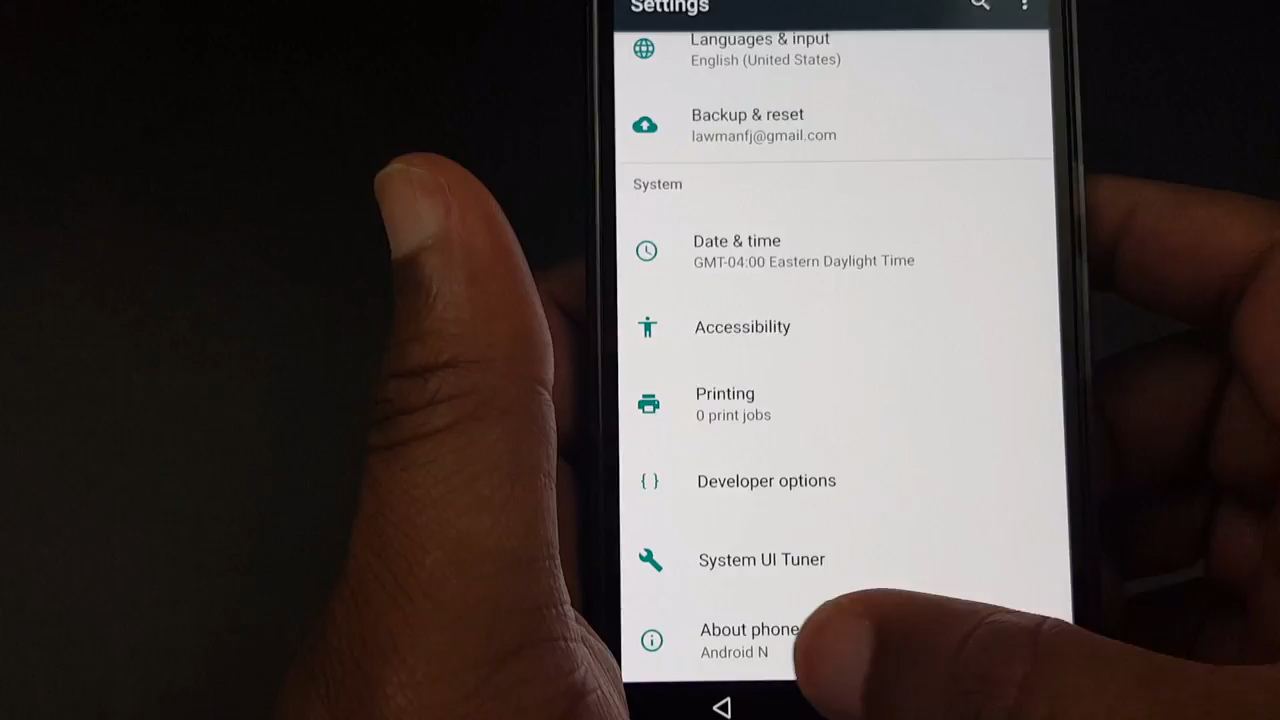 Settings
Languages & input
English (United States)
Backup & reset
lawmanfj@gmail.com
System
Date & time
GMT-04:00 Eastern Daylight Time
Accessibility
Printing
0 print jobs
{ } Developer options
System UI Tuner
About phone
Android N